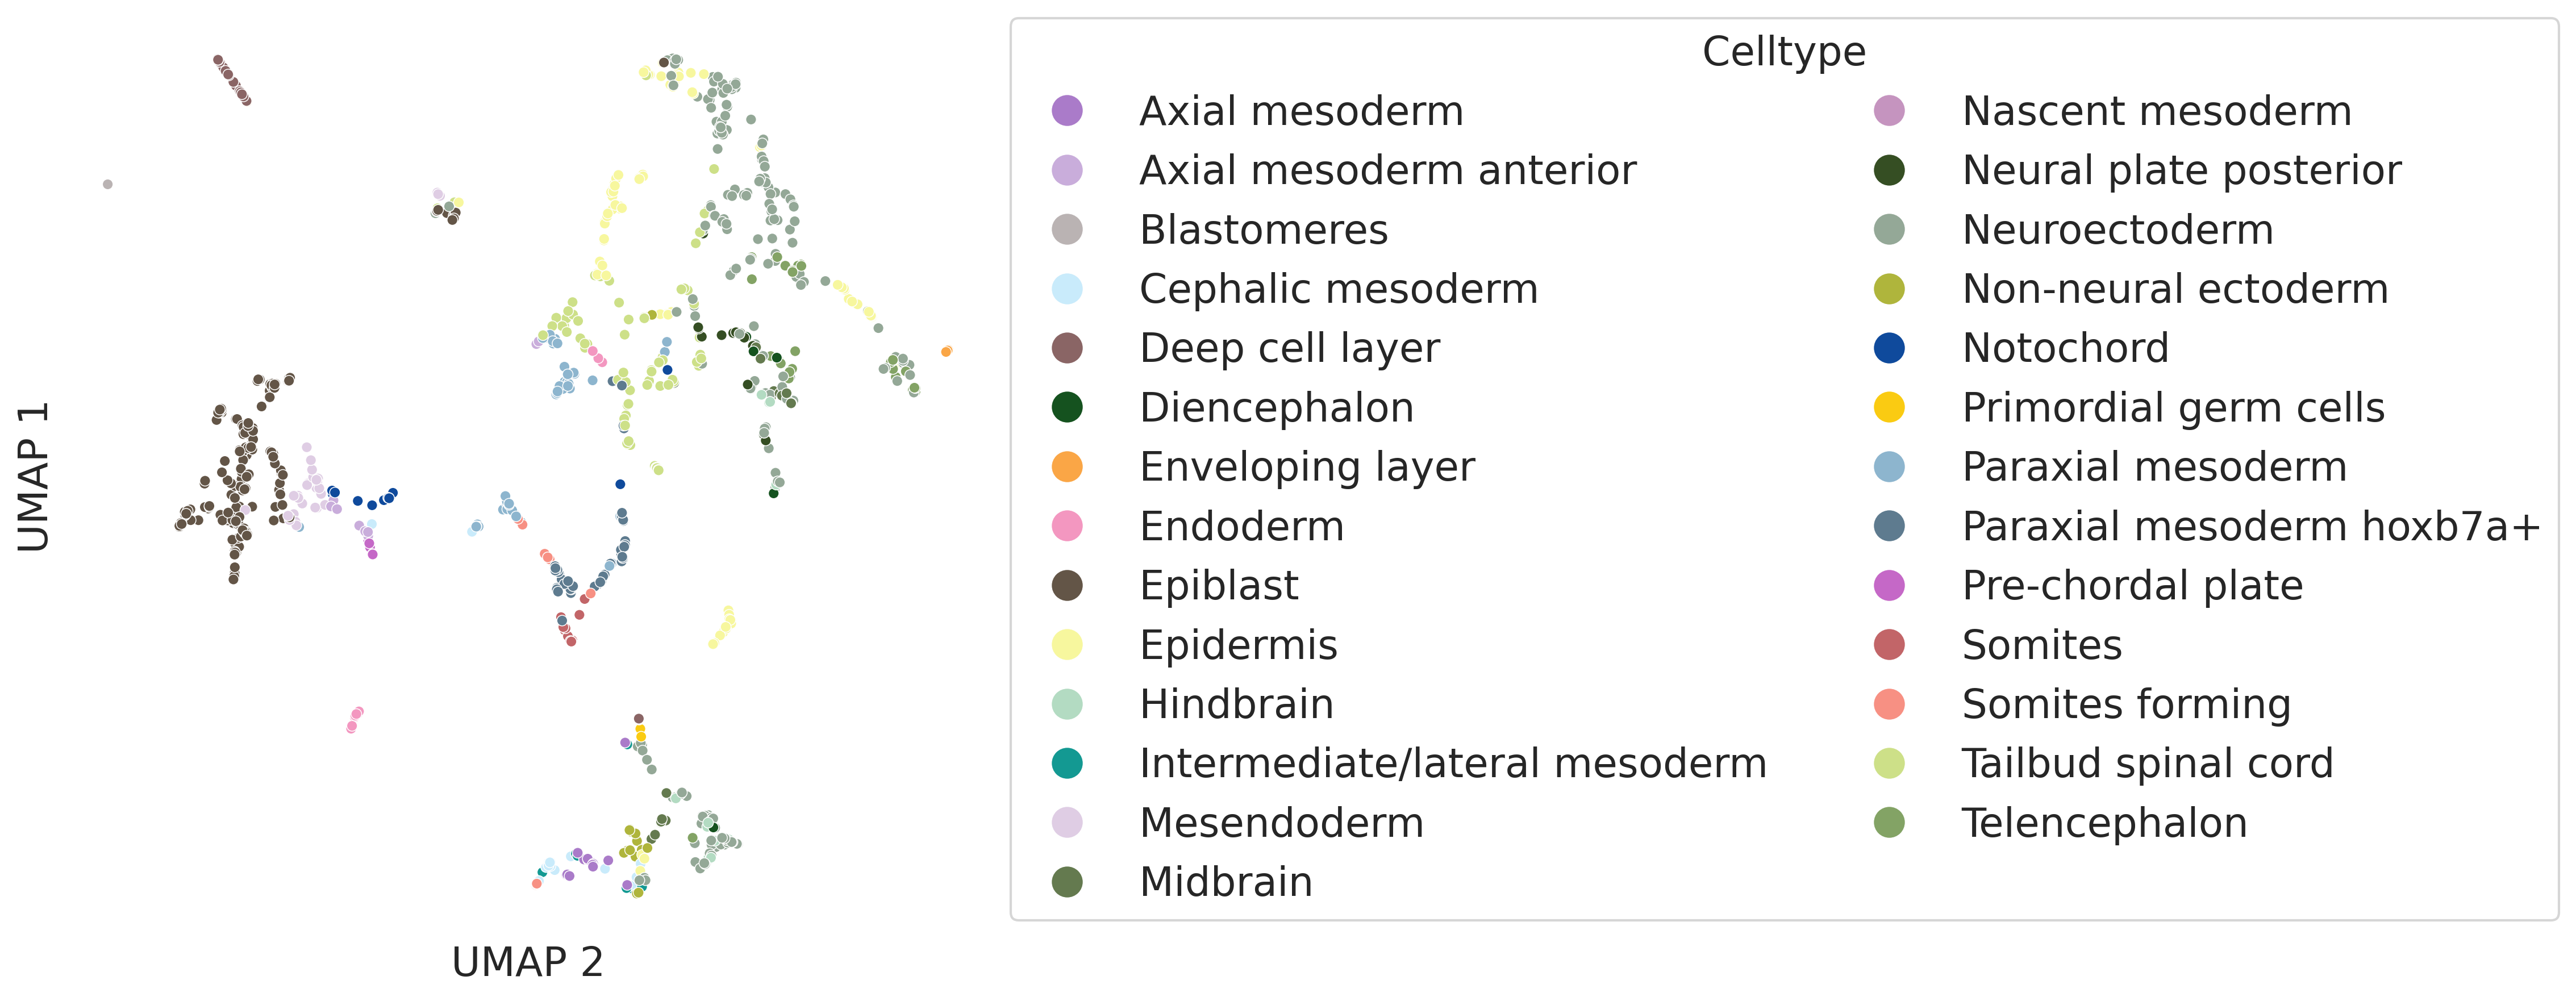 Celltype
Axial mesoderm
Axial mesoderm anterior
Blastomeres
Cephalic mesoderm
Deep cell layer
Diencephalon
Enveloping layer
Endoderm
Epiblast
Epidermis
Hindbrain
Intermediate/lateral mesoderm
Mesendoderm
Midbrain
Nascent mesoderm
Neural plate posterior
Neuroectoderm
Non-neural ectoderm
Notochord
Primordial germ cells
Paraxial mesoderm
Paraxial mesoderm hoxb7a+
Pre-chordal plate
Somites
Somites forming
Tailbud spinal cord
Telencephalon
UMAP 1
UMAP 2